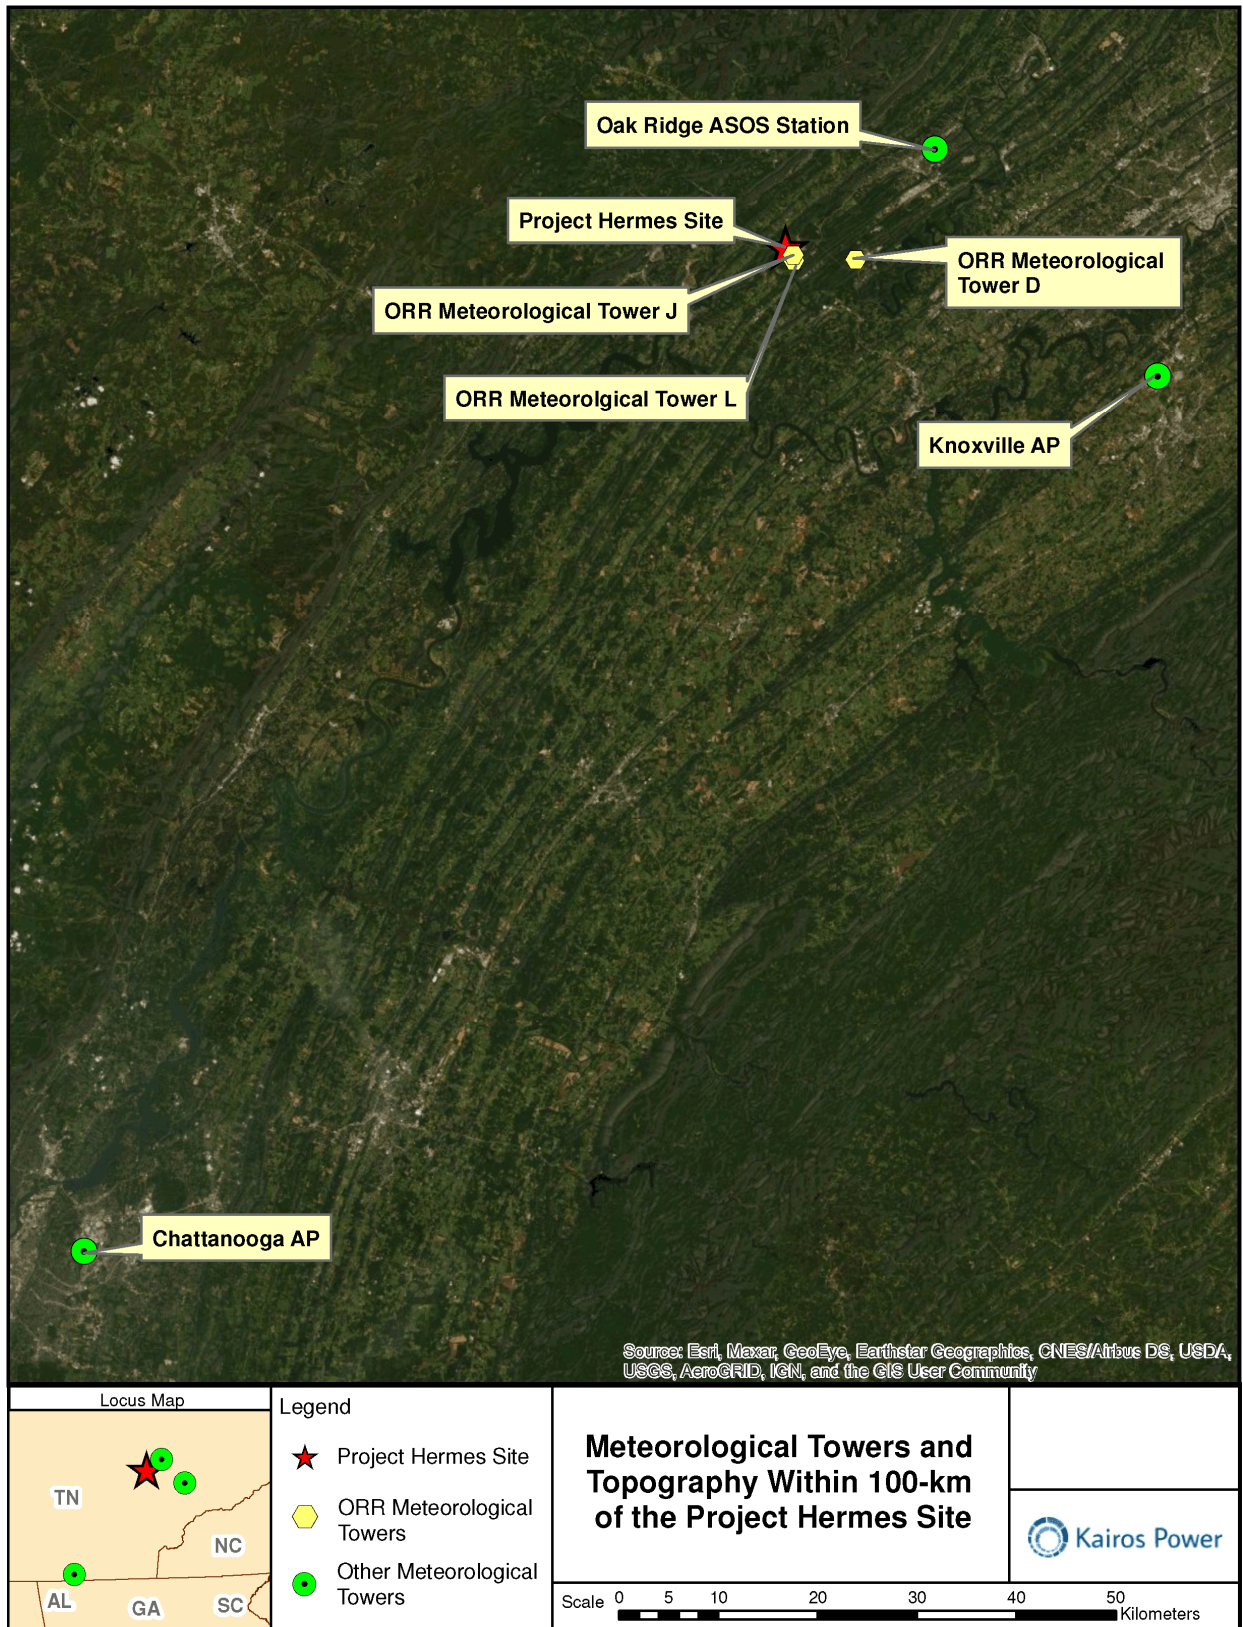 Oak Ridge ASOS Station
Project Hermes Site
ORR Meteorological
Tower D
ORR Meteorological Tower J
ORR Meteorolgical Tower L
Knoxville AP
Chattanooga AP
Source: Esri, Maxar, GeoEye, Earthstar Geographics, CNES/Airbus DS, USDA,
USGS, AeroGRID, IGN, and the GIS User Community
Locus Map
TN
NC
AL
GA
SC
Legend
Project Hermes Site
ORR Meteorological
Towers
Other Meteorological
Towers
Meteorological Towers and
Topography Within 100-km
of the Project Hermes Site
Kairos Power
Scale 0 5 10 20 30 40 50
Kilometers